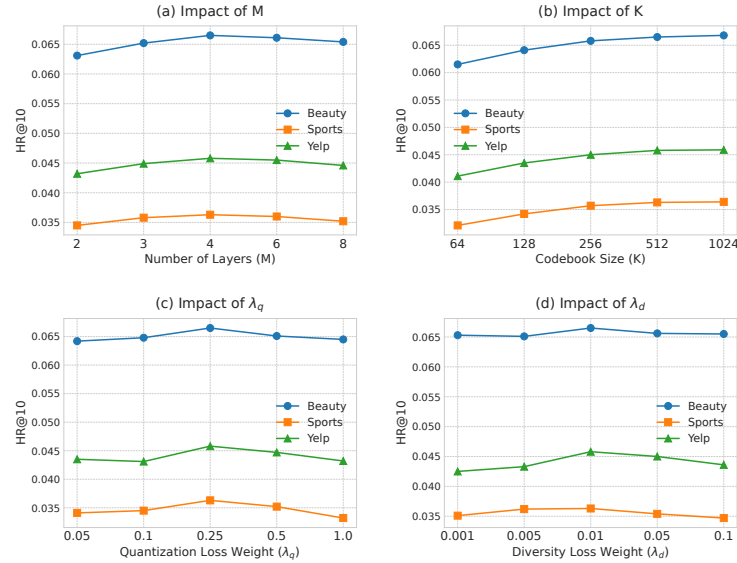 (a) Impact of M
HR@10
0.065
0.060
0.055
0.050
0.045
0.040
0.035
Beauty
Sports
Yelp
2 3 4 6 8
Number of Layers (M)
(b) Impact of K
HR@10
0.065
0.060
0.055
0.050
0.045
0.040
0.035
Beauty
Sports
Yelp
64 128 256 512 1024
Codebook Size (K)
(c) Impact of λq
HR@10
0.065
0.060
0.055
0.050
0.045
0.040
0.035
Beauty
Sports
Yelp
0.05 0.1 0.25 0.5 1.0
Quantization Loss Weight (λq)
(d) Impact of λd
HR@10
0.065
0.060
0.055
0.050
0.045
0.040
0.035
Beauty
Sports
Yelp
0.001 0.005 0.01 0.05 0.1
Diversity Loss Weight (λd)